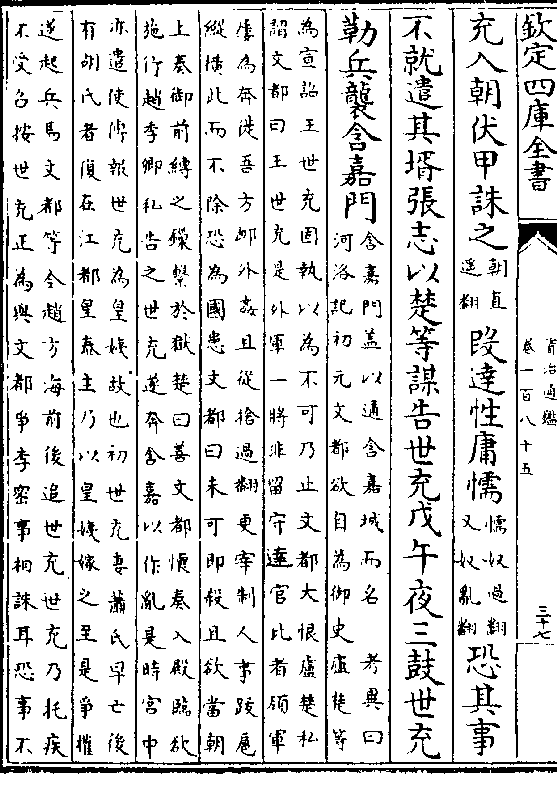 欽定四庫全書
資治通鑑
卷一百八十五
三十七
充入朝伏甲誅之朝直遥翻段達性庸懦懦奴過翻又奴亂翻恐其事
不就遣其壻張志以楚等謀告世充戊午夜三鼓世充
勒兵襲含嘉門含嘉門蓋以通含嘉城而名 考異曰
河洛記初元文都欲自為御史盧楚等
為宣詔王世充固執以為不可乃止文都大恨盧楚私
謂文都曰王世充是外軍一將非留守達官比者領軍
屢為奔徙吾方鄙外姦且從捨過翻更宰制人事跋扈
縱橫此而不除恐為國患文都曰未可即殺且欲當朝
上奏御前縛之鏁繫於獄楚曰善文都懷奏入殿臨欲
施行趙季卿私告之世充遂奔含嘉以作亂是時宮中
亦遣使傳報世充為皇姨故也初世充妻蕭氏早亡後
有胡氏者須在江都皇泰主乃以皇姨嫁之至是爭權
遂起兵馬文都等令趙方海前後追世充世充乃托疾
不受召按世充正為與文都爭李密事相誅耳恐事不